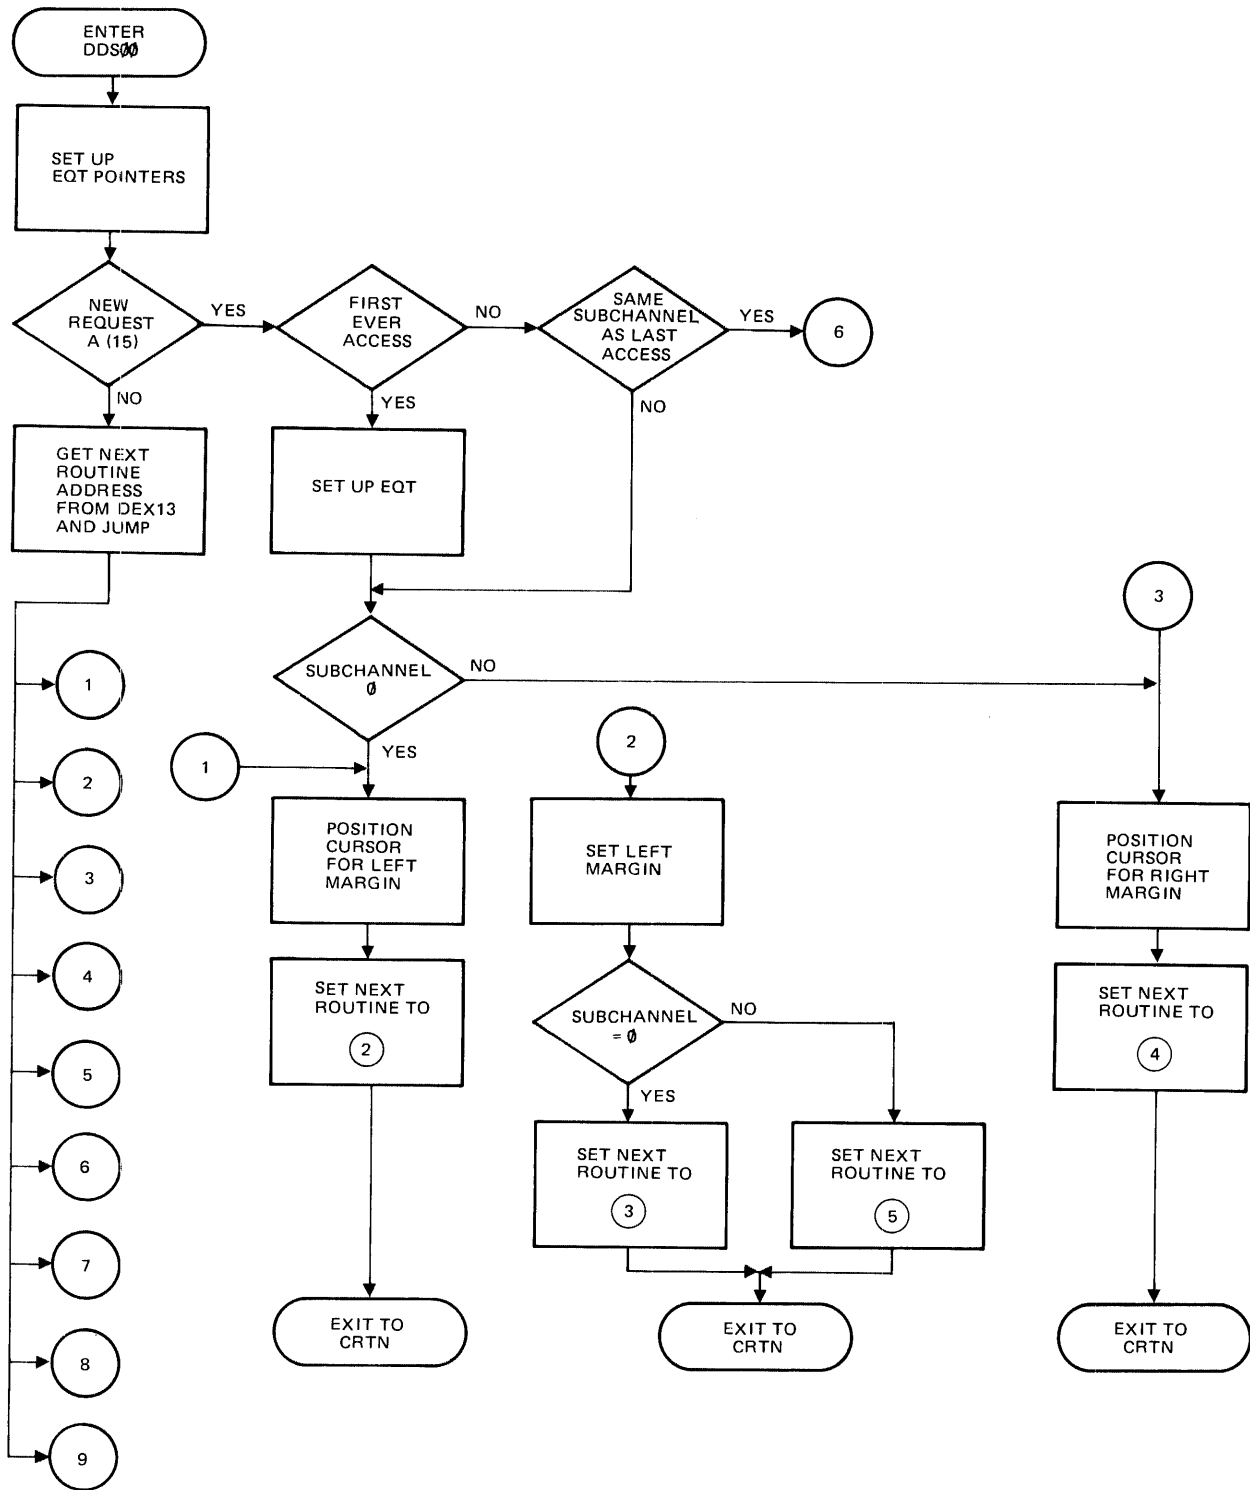 ENTER
DDSØØ
SET UP
EQT POINTERS
NEW
REQUEST
A (15)
YES
NO
FIRST
EVER
ACCESS
NO
YES
SAME
SUBCHANNEL
AS LAST
ACCESS
YES
NO
6
GET NEXT
ROUTINE
ADDRESS
FROM DEX13
AND JUMP
SET UP EQT
3
SUBCHANNEL
Ø
NO
YES
1
2
3
4
5
6
7
8
9
1
POSITION
CURSOR
FOR LEFT
MARGIN
SET NEXT
ROUTINE TO
2
EXIT TO
CRTN
2
SET LEFT
MARGIN
SUBCHANNEL
= Ø
NO
YES
SET NEXT
ROUTINE TO
3
SET NEXT
ROUTINE TO
5
EXIT TO
CRTN
POSITION
CURSOR
FOR RIGHT
MARGIN
SET NEXT
ROUTINE TO
4
EXIT TO
CRTN